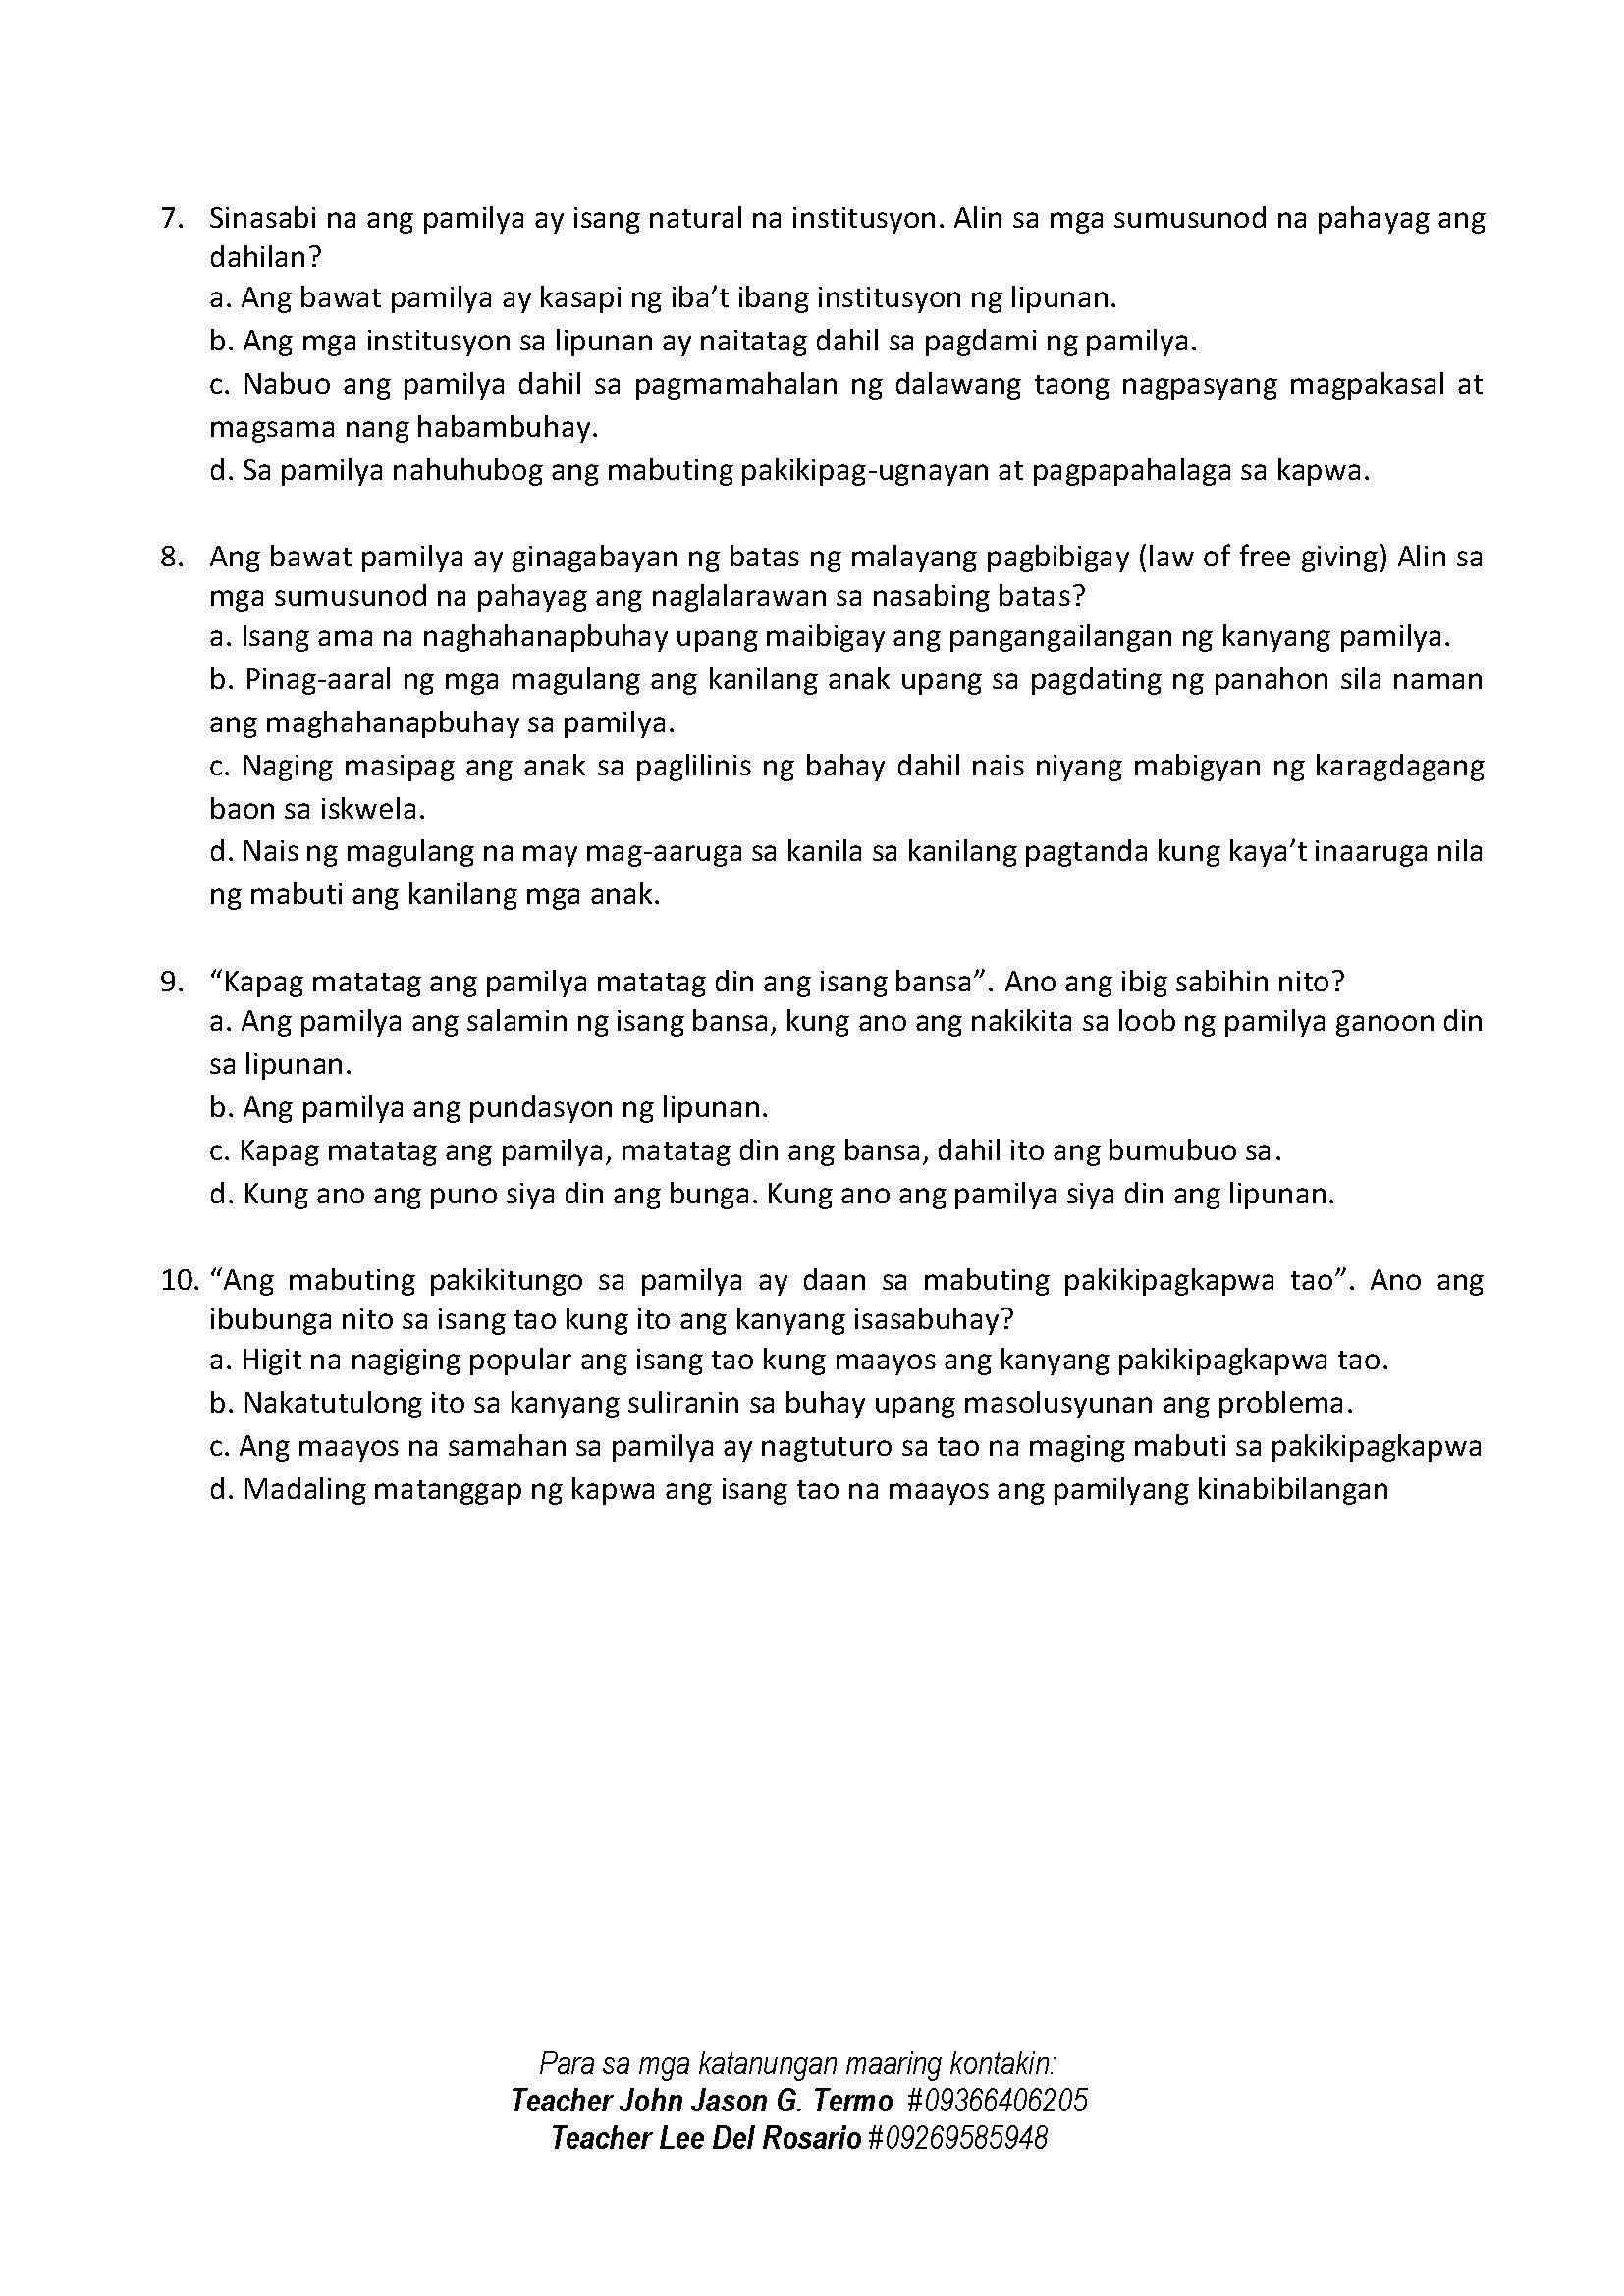 7. Sinasabi na ang pamilya ay isang natural na institusyon. Alin sa mga sumusunod na pahayag ang
dahilan?
a. Ang bawat pamilya ay kasapi ng iba’t ibang institusyon ng lipunan.
b. Ang mga institusyon sa lipunan ay naitatag dahil sa pagdami ng pamilya.
c. Nabuo ang pamilya dahil sa pagmamahalan ng dalawang taong nagpasyang magpakasal at
magsama nang habambuhay.
d. Sa pamilya nahuhubog ang mabuting pakikipag-ugnayan at pagpapahalaga sa kapwa.
8. Ang bawat pamilya ay ginagabayan ng batas ng malayang pagbibigay (law of free giving) Alin sa
mga sumusunod na pahayag ang naglalarawan sa nasabing batas?
a. Isang ama na naghahanapbuhay upang maibigay ang pangangailangan ng kanyang pamilya.
b. Pinag-aaral ng mga magulang ang kanilang anak upang sa pagdating ng panahon sila naman
ang maghahanapbuhay sa pamilya.
c. Naging masipag ang anak sa paglilinis ng bahay dahil nais niyang mabigyan ng karagdagang
baon sa iskwela.
d. Nais ng magulang na may mag-aaruga sa kanila sa kanilang pagtanda kung kaya’t inaaruga nila
ng mabuti ang kanilang mga anak.
9. “Kapag matatag ang pamilya matatag din ang isang bansa”. Ano ang ibig sabihin nito?
a. Ang pamilya ang salamin ng isang bansa, kung ano ang nakikita sa loob ng pamilya ganoon din
sa lipunan.
b. Ang pamilya ang pundasyon ng lipunan.
c. Kapag matatag ang pamilya, matatag din ang bansa, dahil ito ang bumubuo sa.
d. Kung ano ang puno siya din ang bunga. Kung ano ang pamilya siya din ang lipunan.
10. “Ang mabuting pakikitungo sa pamilya ay daan sa mabuting pakikipagkapwa tao”. Ano ang
ibubunga nito sa isang tao kung ito ang kanyang isasabuhay?
a. Higit na nagiging popular ang isang tao kung maayos ang kanyang pakikipagkapwa tao.
b. Nakatutulong ito sa kanyang suliranin sa buhay upang masolusyunan ang problema.
c. Ang maayos na samahan sa pamilya ay nagtuturo sa tao na maging mabuti sa pakikipagkapwa
d. Madaling matanggap ng kapwa ang isang tao na maayos ang pamilyang kinabibilangan
Para sa mga katanungan maaring kontakin:
Teacher John Jason G. Termo #09366406205
Teacher Lee Del Rosario #09269585948